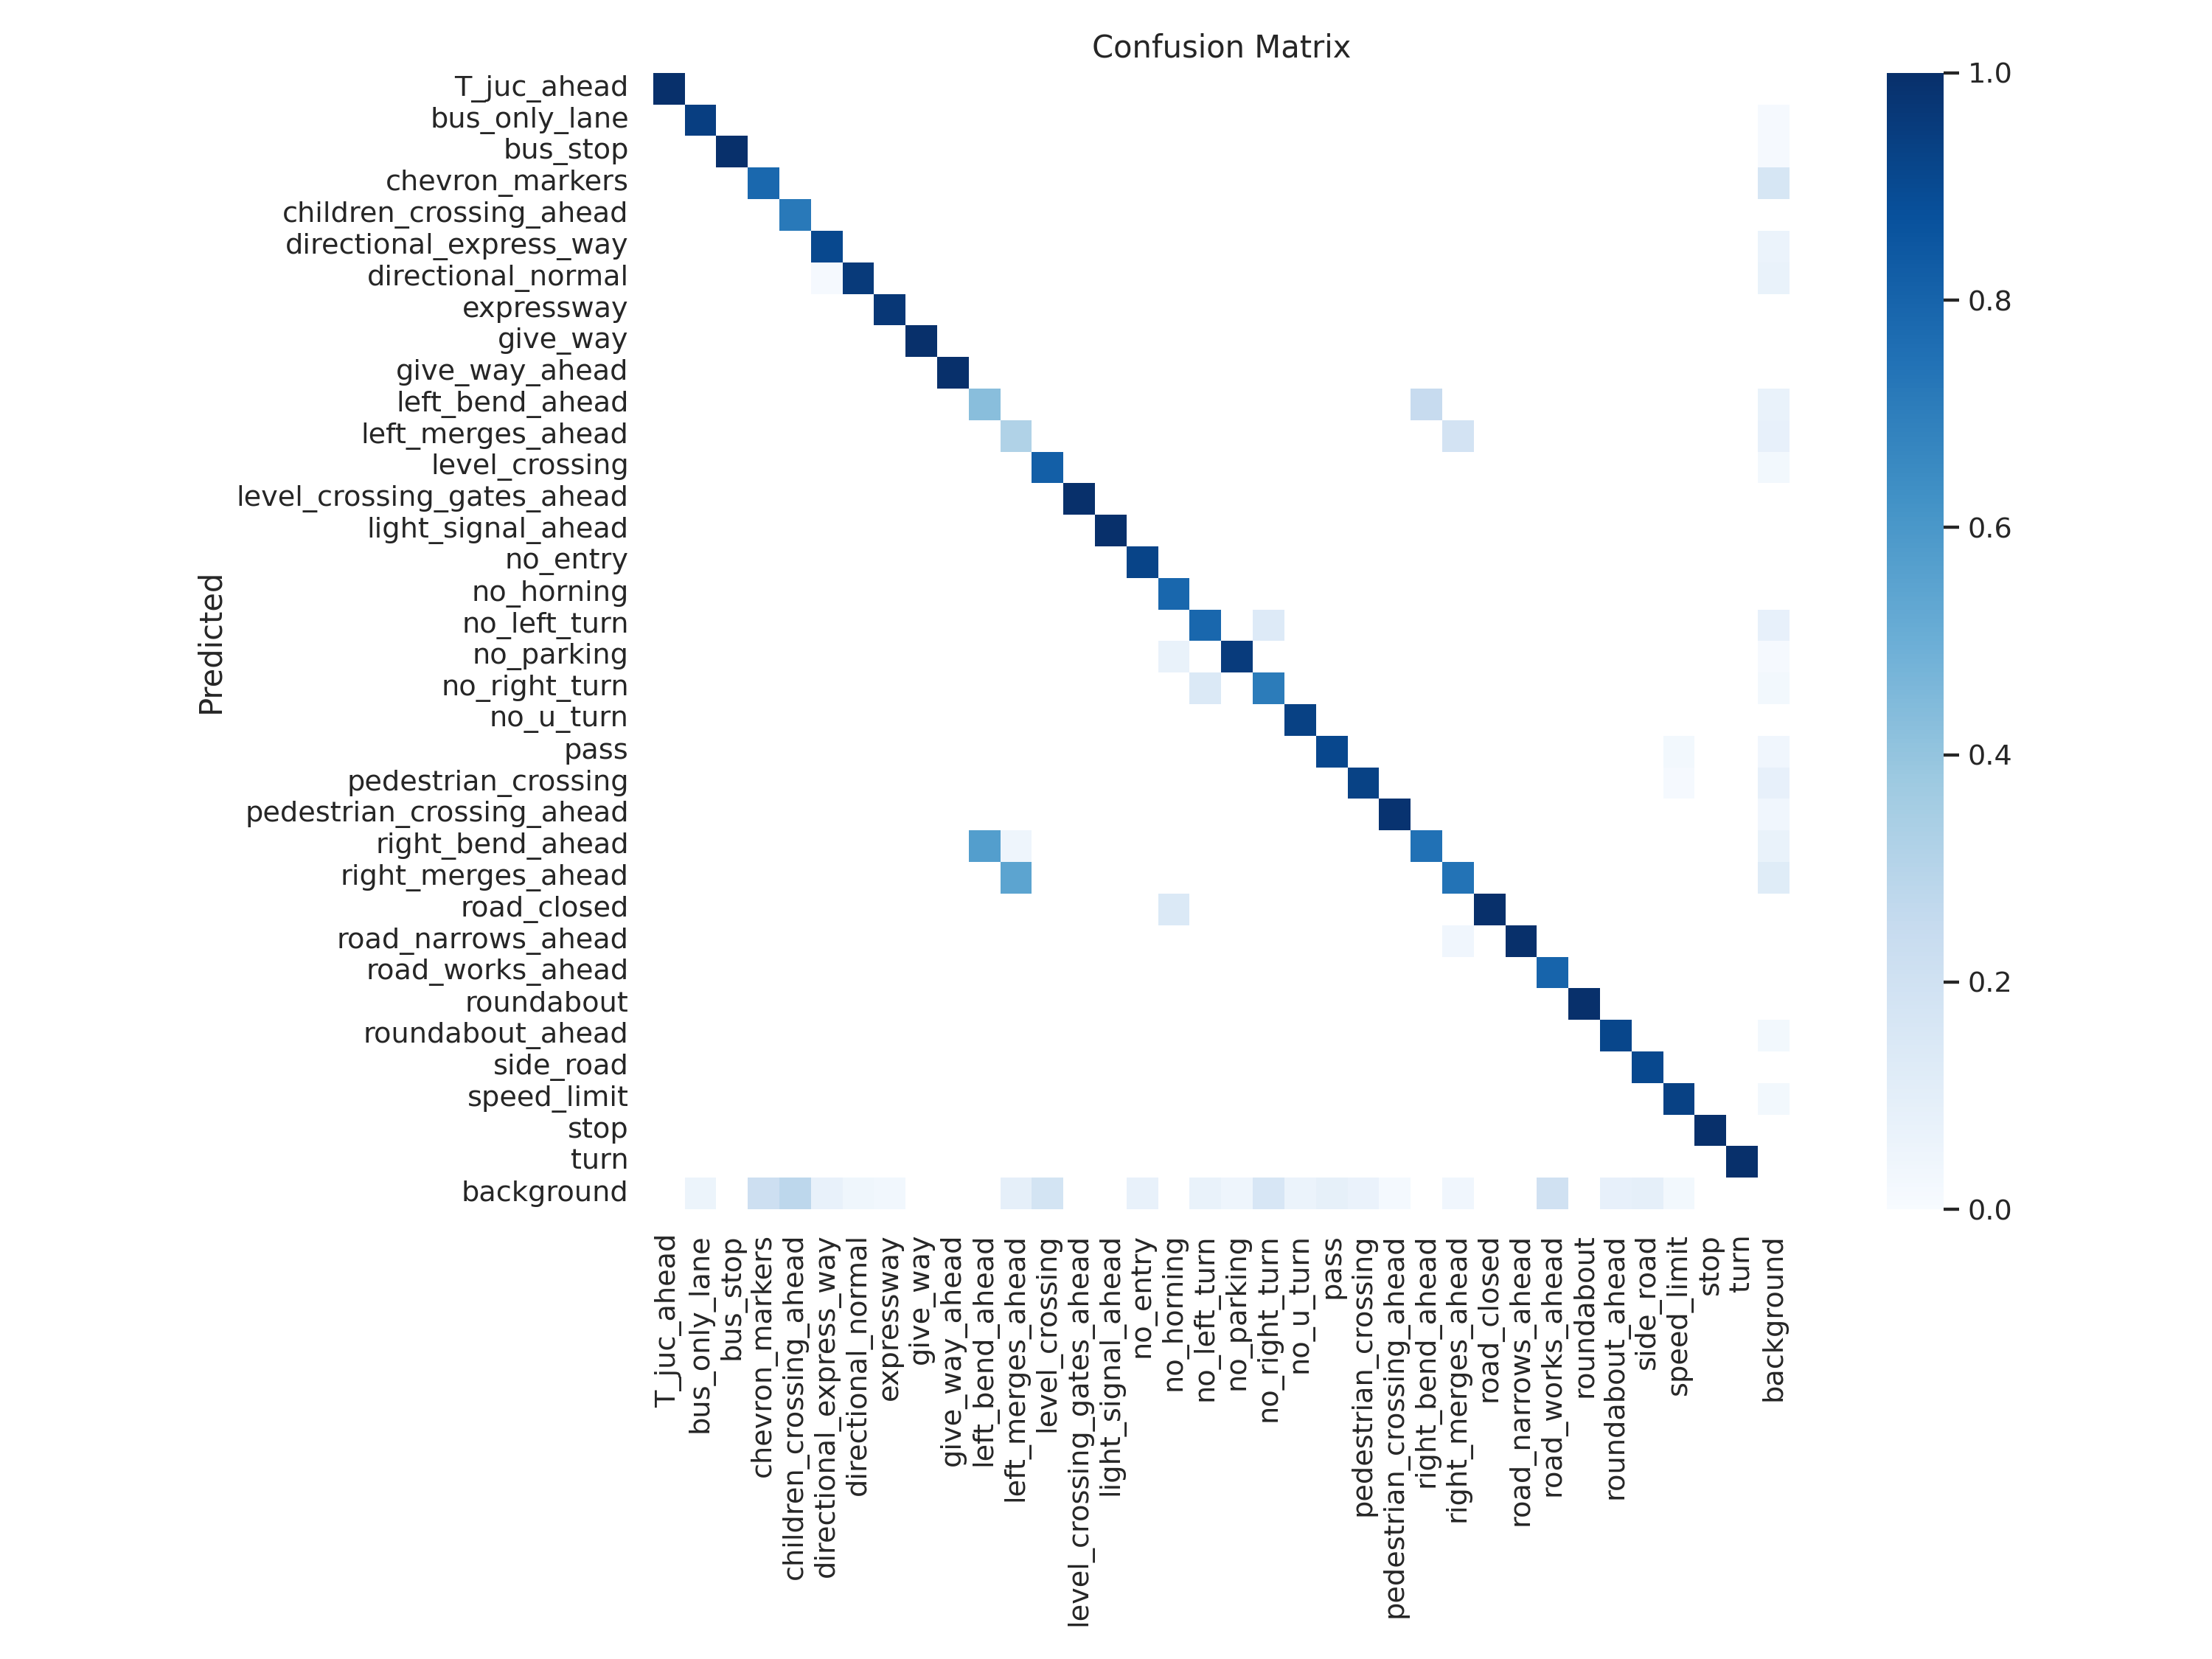 Confusion Matrix
Predicted
T_juc_ahead
bus_only_lane
bus_stop
chevron_markers
children_crossing_ahead
directional_express_way
directional_normal
expressway
give_way
give_way_ahead
left_bend_ahead
left_merges_ahead
level_crossing
level_crossing_gates_ahead
light_signal_ahead
no_entry
no_horning
no_left_turn
no_parking
no_right_turn
no_u_turn
pass
pedestrian_crossing
pedestrian_crossing_ahead
right_bend_ahead
right_merges_ahead
road_closed
road_narrows_ahead
road_works_ahead
roundabout
roundabout_ahead
side_road
speed_limit
stop
turn
background
T_juc_ahead
bus_only_lane
bus_stop
chevron_markers
children_crossing_ahead
directional_express_way
directional_normal
expressway
give_way
give_way_ahead
left_bend_ahead
left_merges_ahead
level_crossing
level_crossing_gates_ahead
light_signal_ahead
no_entry
no_horning
no_left_turn
no_parking
no_right_turn
no_u_turn
pass
pedestrian_crossing
pedestrian_crossing_ahead
right_bend_ahead
right_merges_ahead
road_closed
road_narrows_ahead
road_works_ahead
roundabout
roundabout_ahead
side_road
speed_limit
stop
turn
background
1.0
0.8
0.6
0.4
0.2
0.0